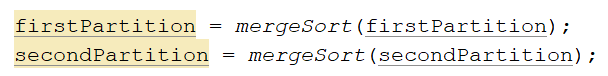 firstPartition = mergeSort(firstPartition);
secondPartition = mergeSort(secondPartition);